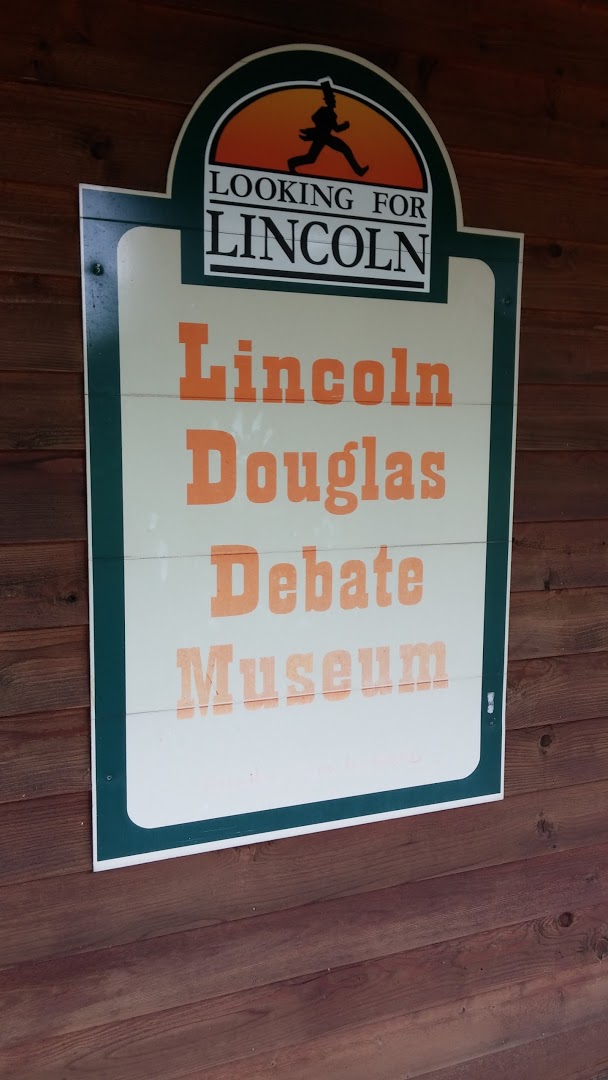 LOOKING FOR
LINCOLN
Lincoln
Douglas
Debate
Museum